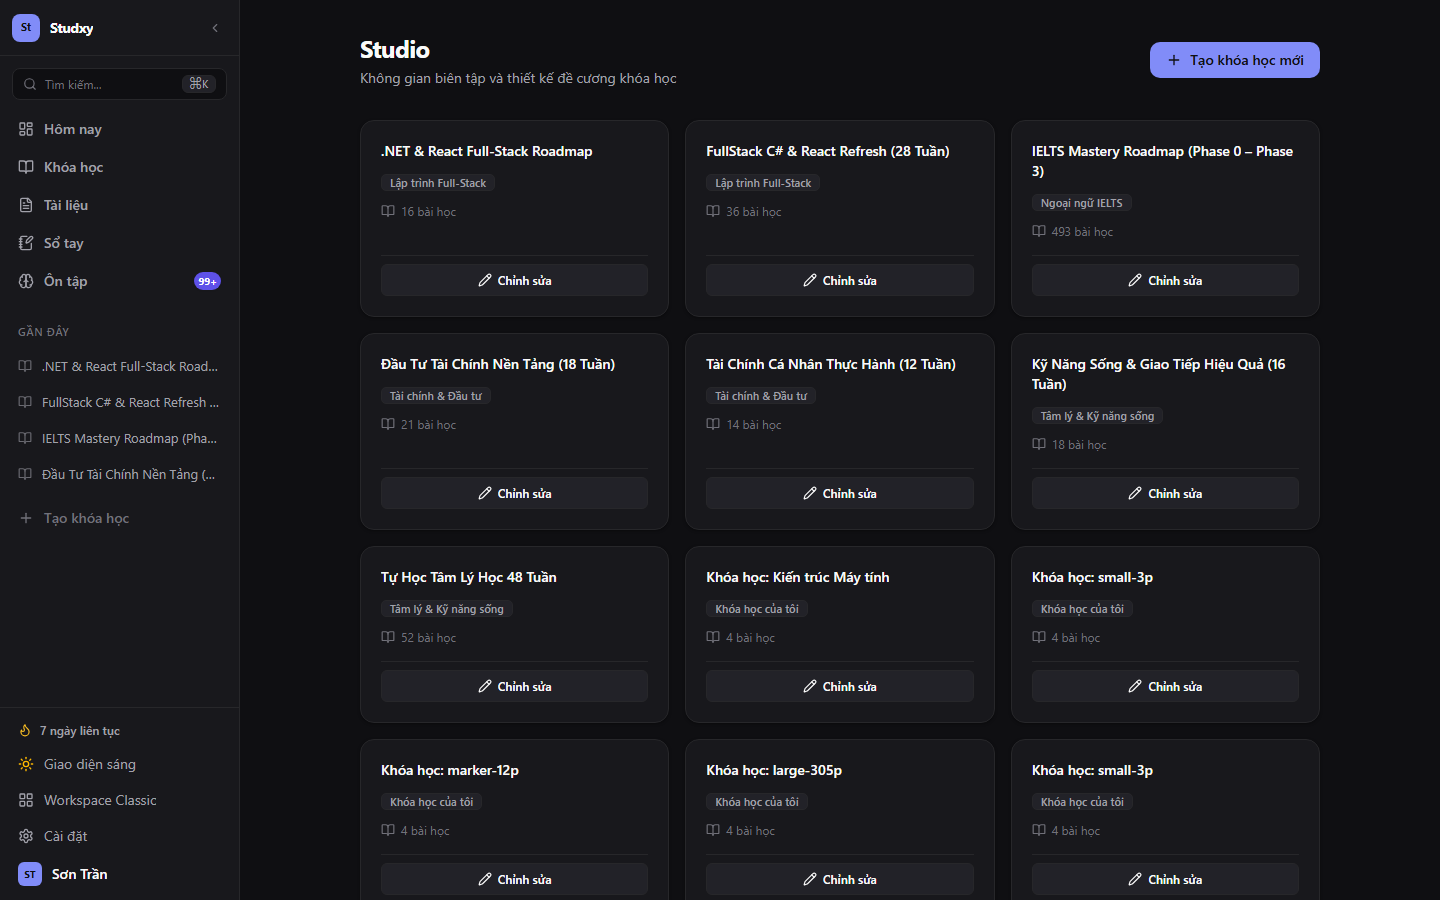 St Studxy
Tìm kiếm... ⌘K
Hôm nay
Khóa học
Tài liệu
Sổ tay
Ôn tập 99+
GẦN ĐÂY
.NET & React Full-Stack Road...
FullStack C# & React Refresh ...
IELTS Mastery Roadmap (Pha...
Đầu Tư Tài Chính Nền Tảng (...
Tạo khóa học
7 ngày liên tục
Giao diện sáng
Workspace Classic
Cài đặt
ST Sơn Trần
Studio
Không gian biên tập và thiết kế đề cương khóa học
Tạo khóa học mới
.NET & React Full-Stack Roadmap
Lập trình Full-Stack
16 bài học
Chỉnh sửa
FullStack C# & React Refresh (28 Tuần)
Lập trình Full-Stack
36 bài học
Chỉnh sửa
IELTS Mastery Roadmap (Phase 0 – Phase
3)
Ngoại ngữ IELTS
493 bài học
Chỉnh sửa
Đầu Tư Tài Chính Nền Tảng (18 Tuần)
Tài chính & Đầu tư
21 bài học
Chỉnh sửa
Tài Chính Cá Nhân Thực Hành (12 Tuần)
Tài chính & Đầu tư
14 bài học
Chỉnh sửa
Kỹ Năng Sống & Giao Tiếp Hiệu Quả (16
Tuần)
Tâm lý & Kỹ năng sống
18 bài học
Chỉnh sửa
Tự Học Tâm Lý Học 48 Tuần
Tâm lý & Kỹ năng sống
52 bài học
Chỉnh sửa
Khóa học: Kiến trúc Máy tính
Khóa học của tôi
4 bài học
Chỉnh sửa
Khóa học: small-3p
Khóa học của tôi
4 bài học
Chỉnh sửa
Khóa học: marker-12p
Khóa học của tôi
4 bài học
Chỉnh sửa
Khóa học: large-305p
Khóa học của tôi
4 bài học
Chỉnh sửa
Khóa học: small-3p
Khóa học của tôi
4 bài học
Chỉnh sửa